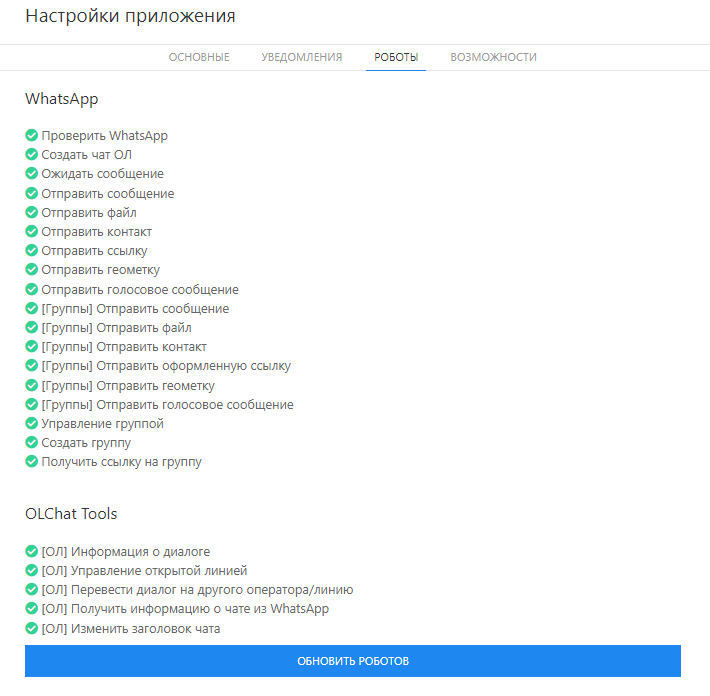 Настройки приложения
ОСНОВНЫЕ УВЕДОМЛЕНИЯ РОБОТЫ ВОЗМОЖНОСТИ
WhatsApp
Проверить WhatsApp
Создать чат ОЛ
Ожидать сообщение
Отправить сообщение
Отправить файл
Отправить контакт
Отправить ссылку
Отправить геометку
Отправить голосовое сообщение
[Группы] Отправить сообщение
[Группы] Отправить файл
[Группы] Отправить контакт
[Группы] Отправить оформленную ссылку
[Группы] Отправить геометку
[Группы] Отправить голосовое сообщение
Управление группой
Создать группу
Получить ссылку на группу
OLChat Tools
[ОЛ] Информация о диалоге
[ОЛ] Управление открытой линией
[ОЛ] Перевести диалог на другого оператора/линию
[ОЛ] Получить информацию о чате из WhatsApp
[ОЛ] Изменить заголовок чата
ОБНОВИТЬ РОБОТОВ